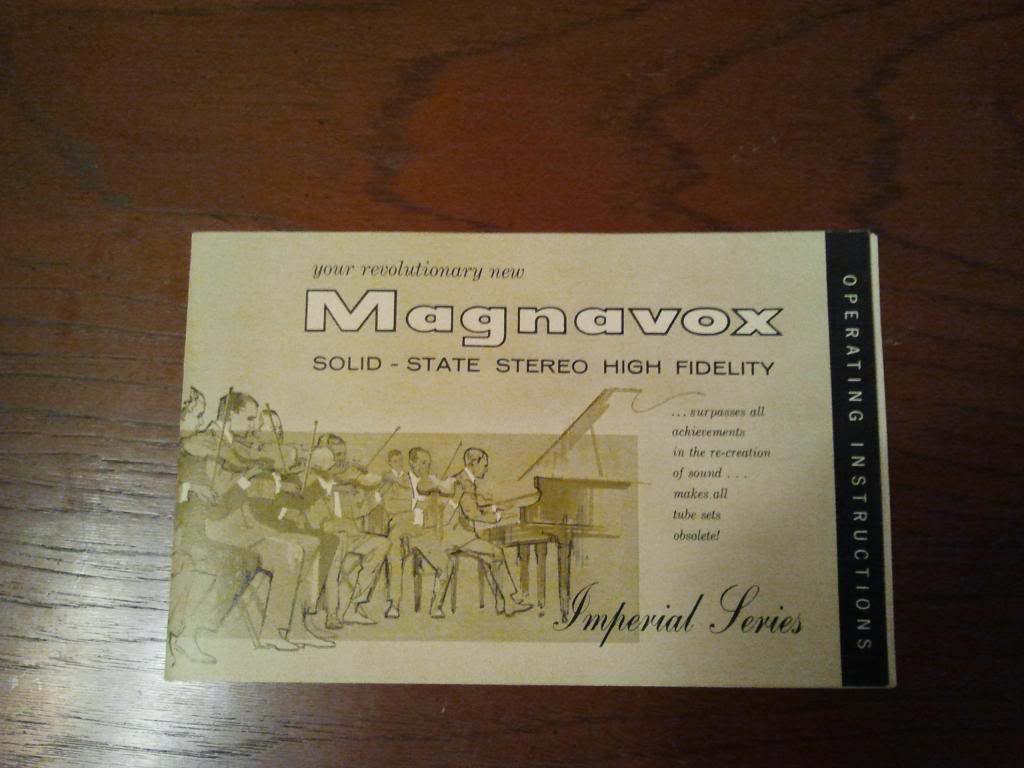 your revolutionary new
Magnavox
SOLID - STATE STEREO HIGH FIDELITY
... surpasses all
achievements
in the re-creation
of sound ...
makes all
tube sets
obsolete!
Imperial Series
OPERATING INSTRUCTIONS